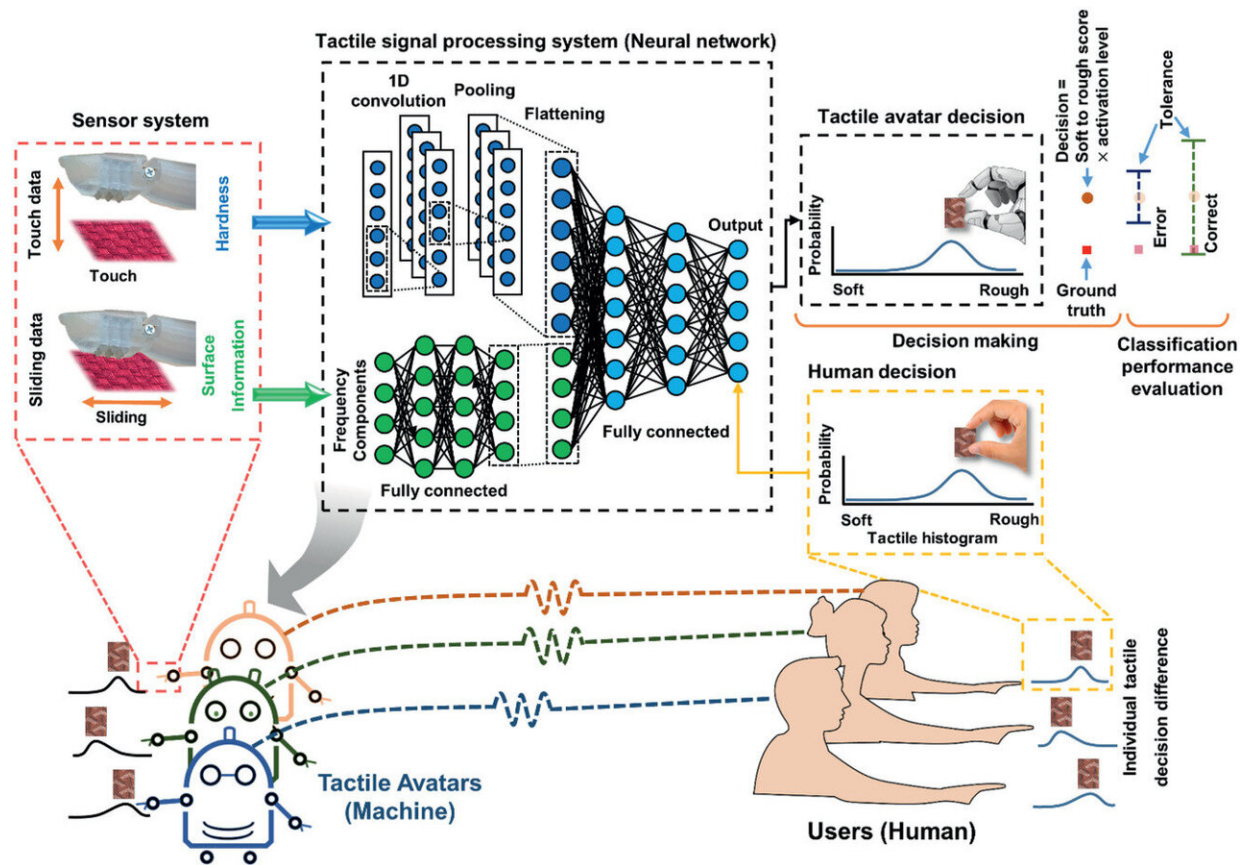 Tactile signal processing system (Neural network)
Sensor system
Touch data
Hardness
Touch
Sliding data
Surface
Information
Sliding
1D
convolution
Pooling
Flattening
Output
Frequency
Components
Fully connected
Fully connected
Tactile avatar decision
Probability
Soft
Rough
Decision =
Soft to rough score
× activation level
Ground
truth
Tolerance
Error
Correct
Decision making
Classification
performance
evaluation
Human decision
Probability
Soft
Rough
Tactile histogram
Individual tactile
decision difference
Tactile Avatars
(Machine)
Users (Human)